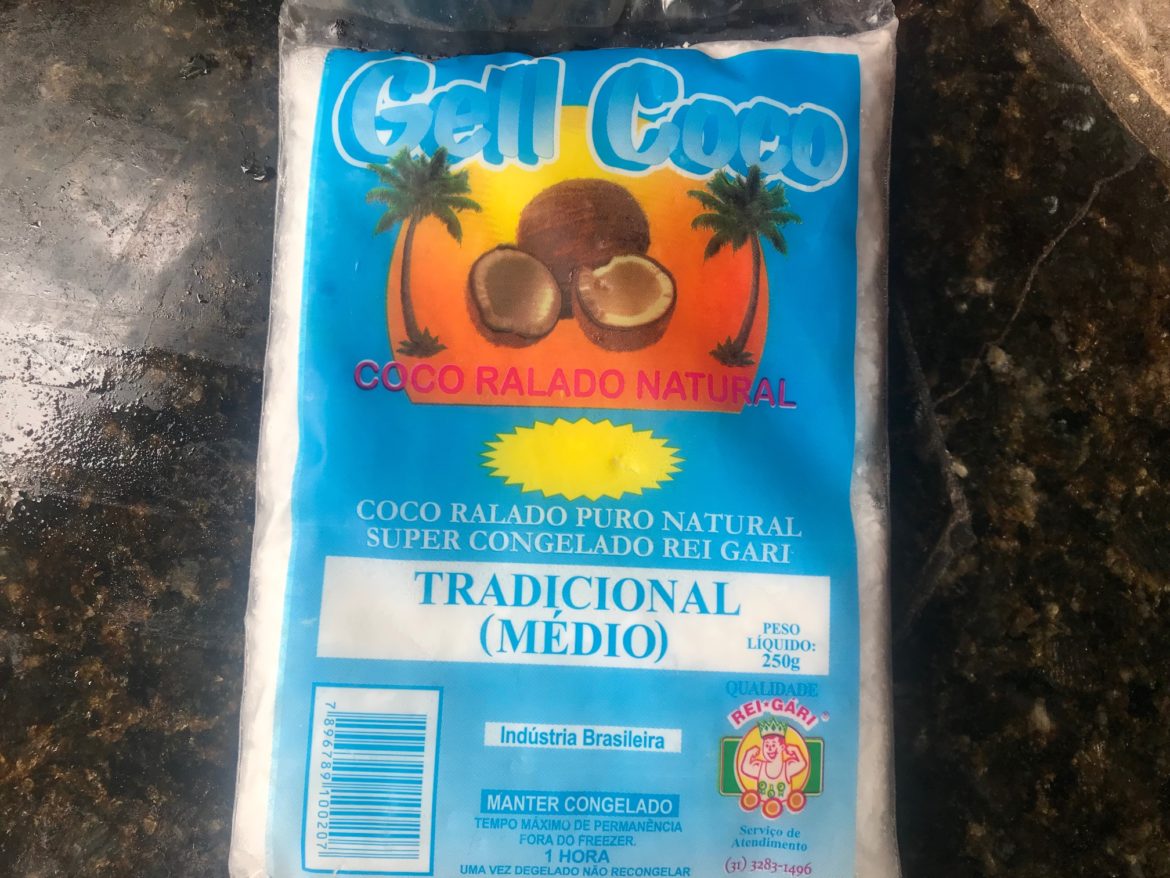 Gell Coco
COCO RALADO NATURAL
COCO RALADO PURO NATURAL
SUPER CONGELADO REI GARI
TRADICIONAL
(MÉDIO)
PESO
LÍQUIDO:
250g
QUALIDADE
REI GARI
Indústria Brasileira
7896789100207
MANTER CONGELADO
TEMPO MÁXIMO DE PERMANÊNCIA
FORA DO FREEZER.
1 HORA
UMA VEZ DEGELADO NÃO RECONGELAR
Serviço de
Atendimento
(31) 3283-1496